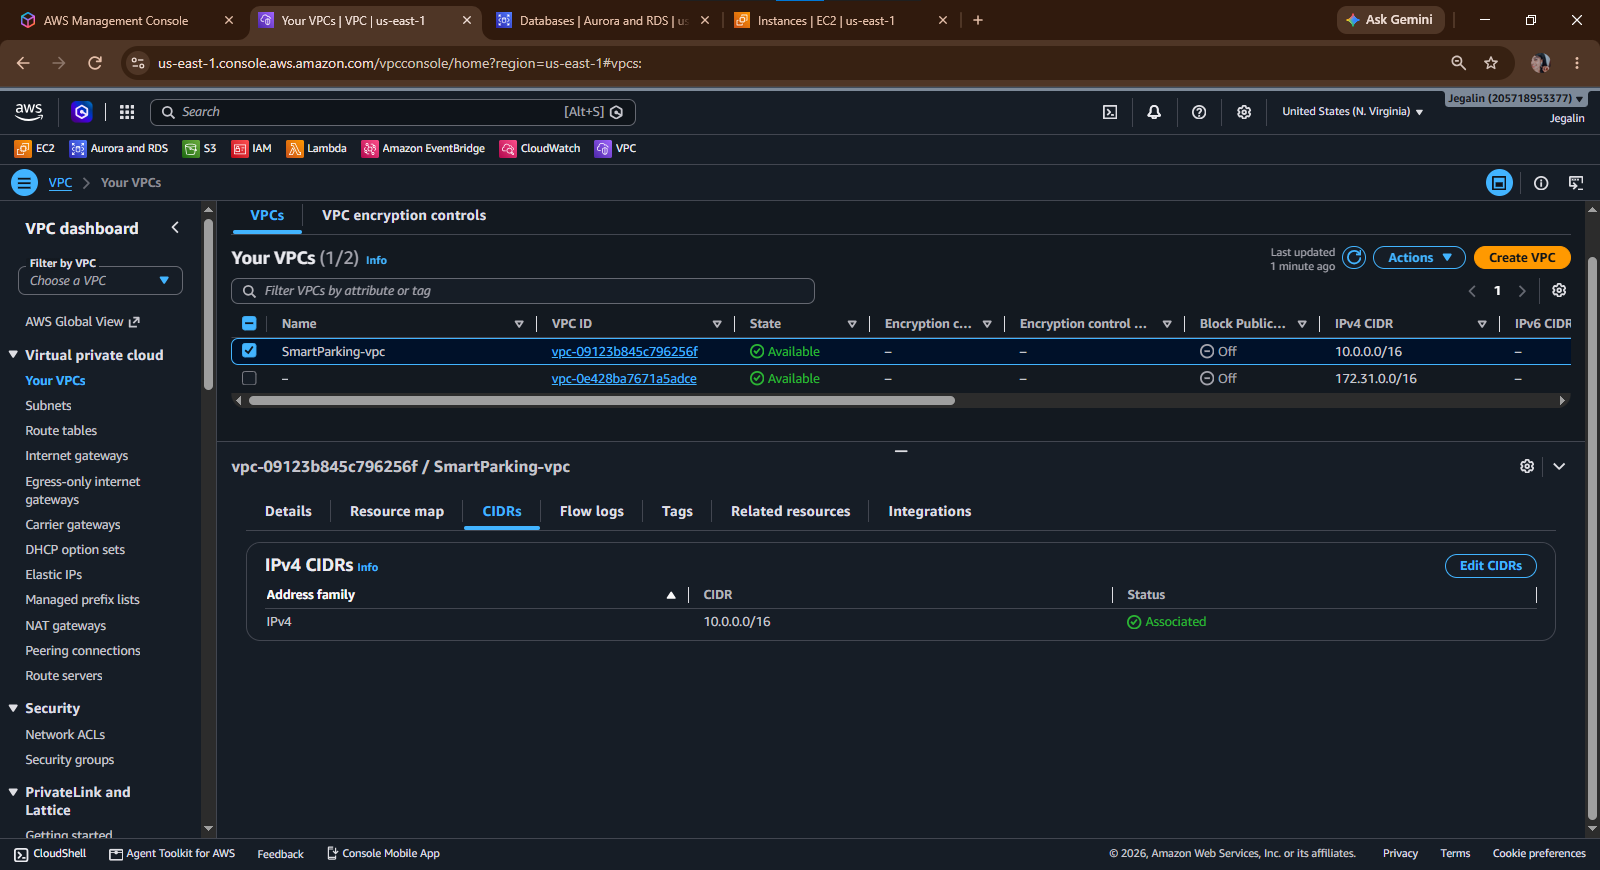 AWS Management Console
Your VPCs | VPC | us-east-1
Databases | Aurora and RDS | us
Instances | EC2 | us-east-1
Ask Gemini
us-east-1.console.aws.amazon.com/vpcconsole/home?region=us-east-1#vpcs:
aws
Search
[Alt+S]
United States (N. Virginia)
Jegalin (205718953377)
Jegalin
EC2
Aurora and RDS
S3
IAM
Lambda
Amazon EventBridge
CloudWatch
VPC
VPC
Your VPCs
VPC dashboard
Filter by VPC
Choose a VPC
AWS Global View
Virtual private cloud
Your VPCs
Subnets
Route tables
Internet gateways
Egress-only internet
gateways
Carrier gateways
DHCP option sets
Elastic IPs
Managed prefix lists
NAT gateways
Peering connections
Route servers
Security
Network ACLs
Security groups
PrivateLink and
Lattice
Getting started
VPCs
VPC encryption controls
Your VPCs (1/2) Info
Last updated
1 minute ago
Actions
Create VPC
Filter VPCs by attribute or tag
1
Name
VPC ID
State
Encryption c...
Encryption control ...
Block Public...
IPv4 CIDR
IPv6 CIDR
SmartParking-vpc
vpc-09123b845c796256f
Available
–
–
Off
10.0.0.0/16
–
–
vpc-0e428ba7671a5adce
Available
–
–
Off
172.31.0.0/16
–
vpc-09123b845c796256f / SmartParking-vpc
Details
Resource map
CIDRs
Flow logs
Tags
Related resources
Integrations
IPv4 CIDRs Info
Edit CIDRs
Address family
CIDR
Status
IPv4
10.0.0.0/16
Associated
CloudShell
Agent Toolkit for AWS
Feedback
Console Mobile App
© 2026, Amazon Web Services, Inc. or its affiliates.
Privacy
Terms
Cookie preferences